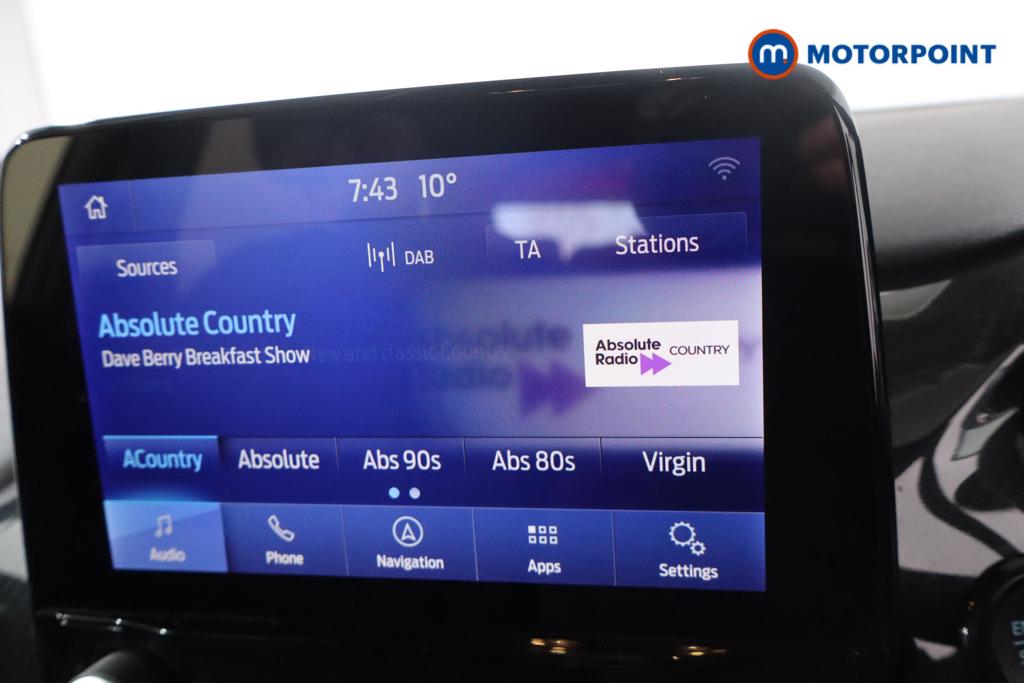 m MOTORPOINT
7:43 10°
Sources
DAB
TA
Stations
Absolute Country
Dave Berry Breakfast Show
Absolute
Radio COUNTRY
ACountry Absolute Abs 90s Abs 80s Virgin
Audio Phone Navigation Apps Settings